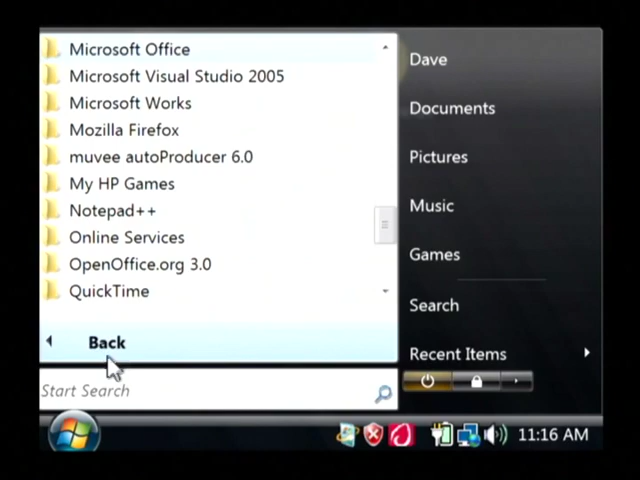 Microsoft Office
Microsoft Visual Studio 2005
Microsoft Works
Mozilla Firefox
muvee autoProducer 6.0
My HP Games
Notepad++
Online Services
OpenOffice.org 3.0
QuickTime
Back
Start Search
Dave
Documents
Pictures
Music
Games
Search
Recent Items
11:16 AM